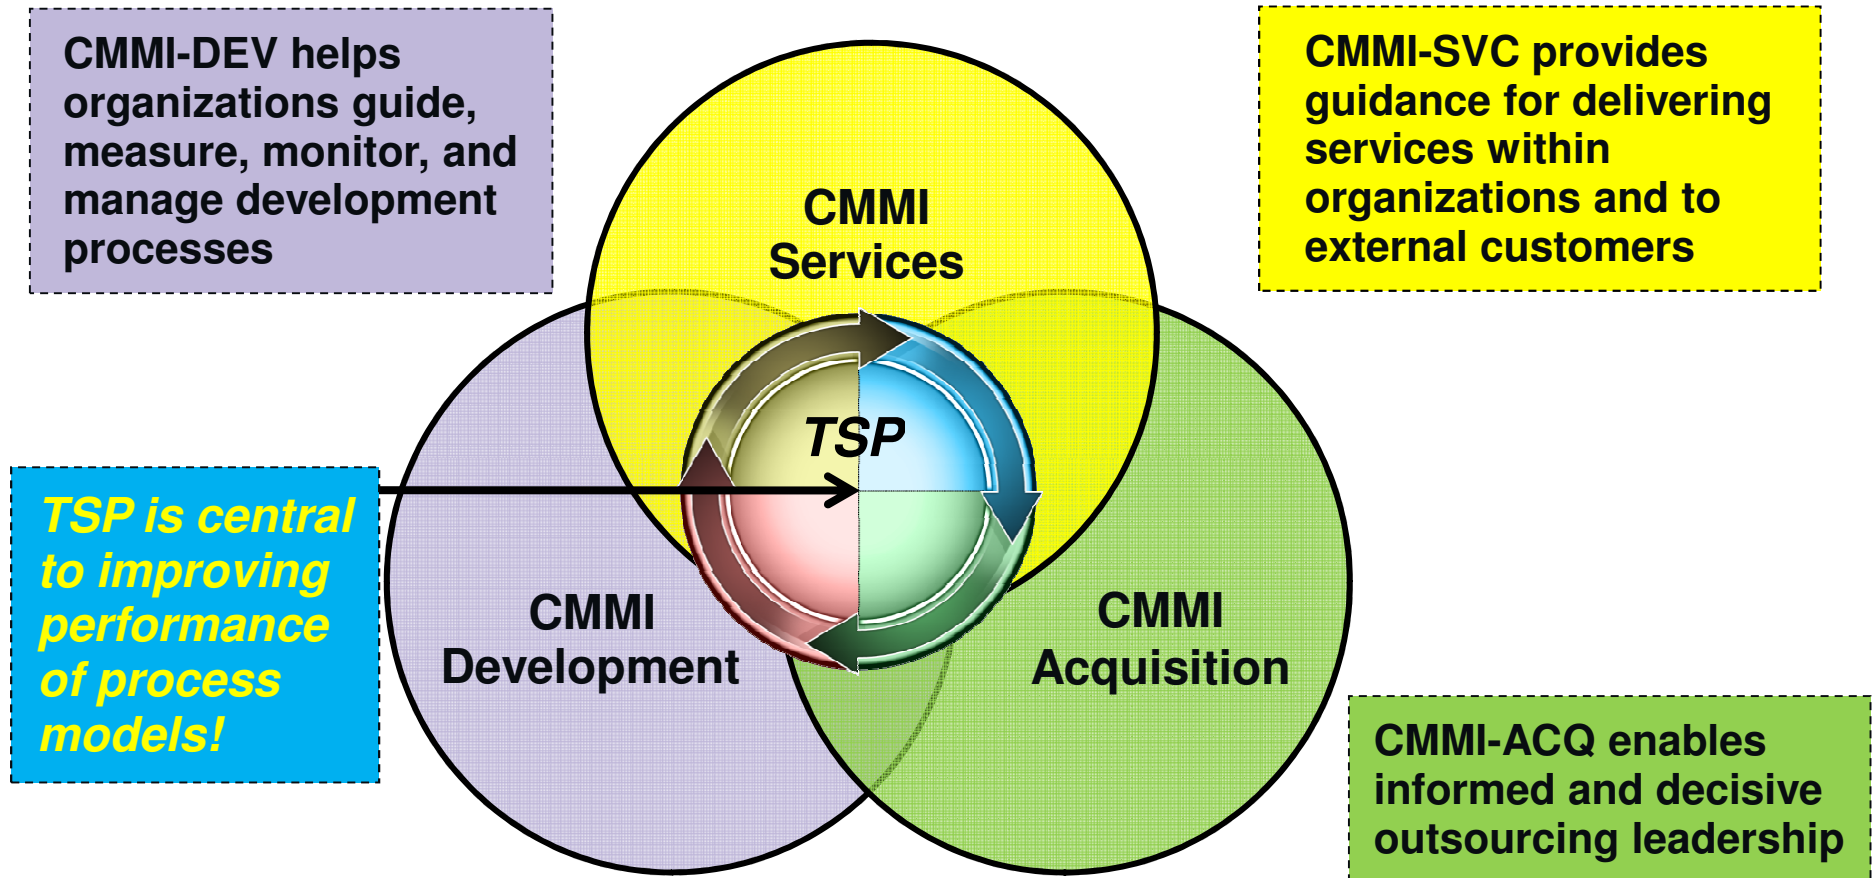 CMMI-DEV helps
organizations guide,
measure, monitor, and
manage development
processes
CMMI-SVC provides
guidance for delivering
services within
organizations and to
external customers
CMMI
Services
TSP
TSP is central
to improving
performance
of process
models!
CMMI
Development
CMMI
Acquisition
CMMI-ACQ enables
informed and decisive
outsourcing leadership